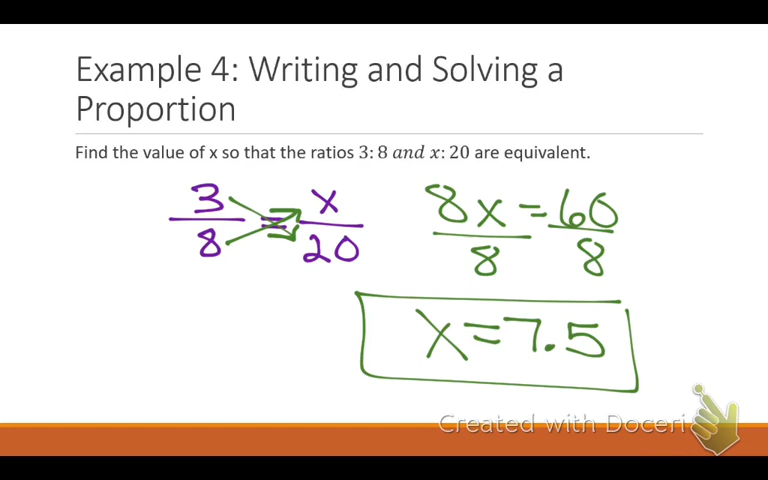 Example 4: Writing and Solving a
Proportion
Find the value of x so that the ratios 3: 8 and x: 20 are equivalent.
3/8 = x/20
8x/8 = 60/8
x = 7.5
Created with Doceri